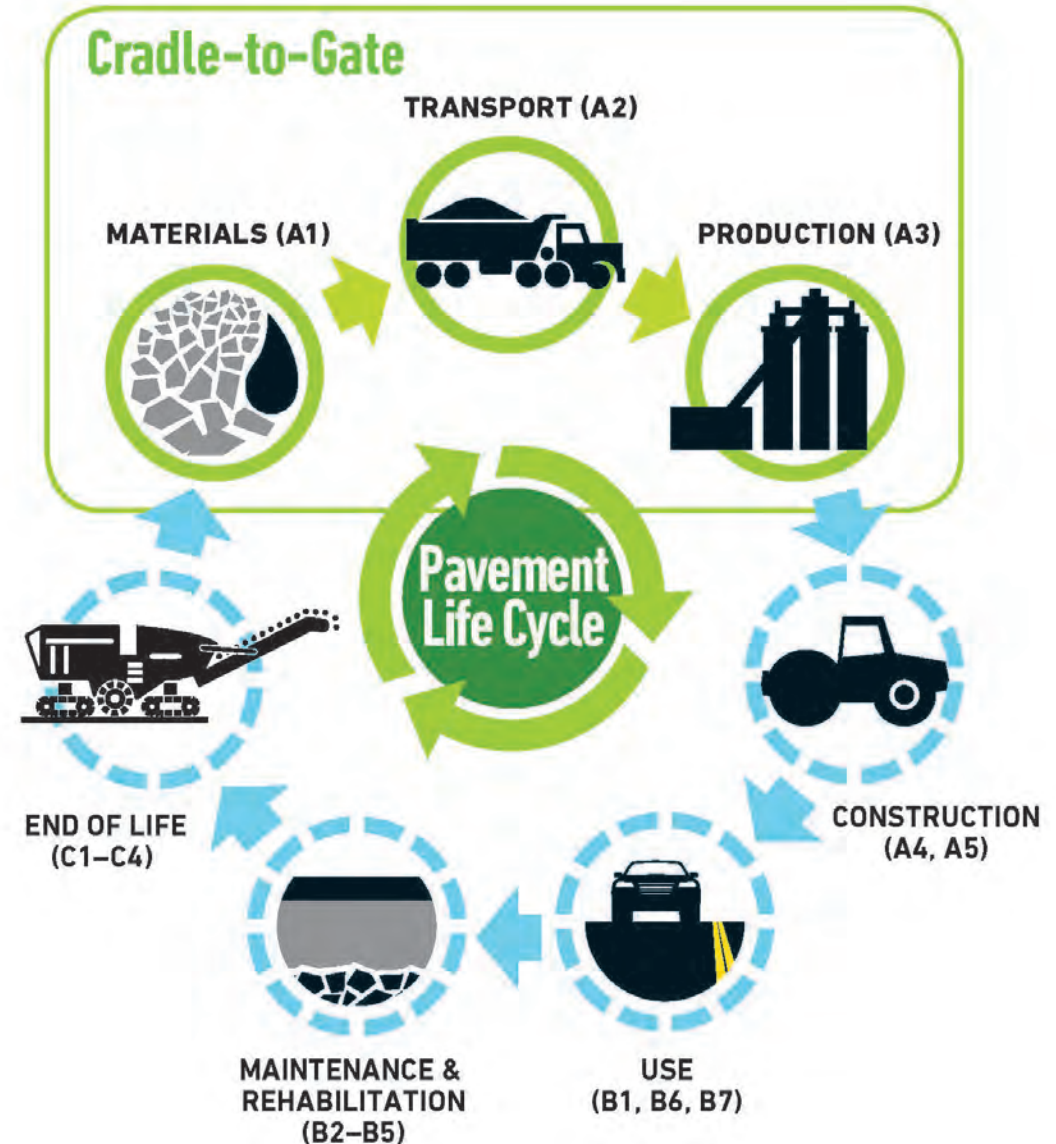 Cradle-to-Gate
TRANSPORT (A2)
MATERIALS (A1)
PRODUCTION (A3)
Pavement
Life Cycle
CONSTRUCTION
(A4, A5)
USE
(B1, B6, B7)
MAINTENANCE &
REHABILITATION
(B2–B5)
END OF LIFE
(C1–C4)